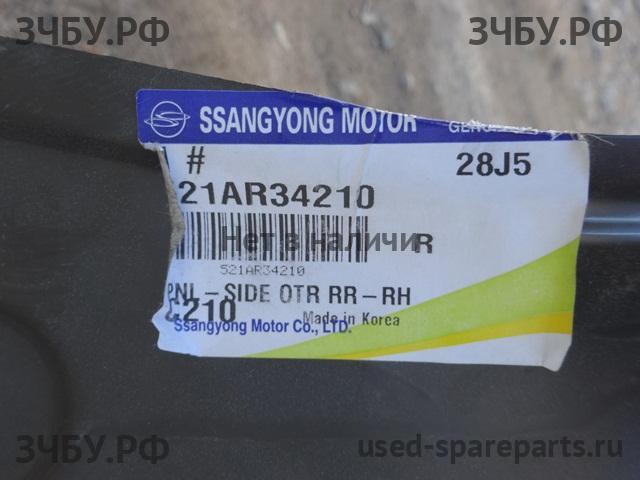 ЗЧБУ.РФ
ЗЧБУ.РФ
SSANGYONG MOTOR
#
28J5
21AR34210
Нет в наличии
R
521AR34210
PNL-SIDE OTR RR-RH
210
Made in Korea
Ssangyong Motor Co., LTD.
ЗЧБУ.РФ
used-spareparts.ru